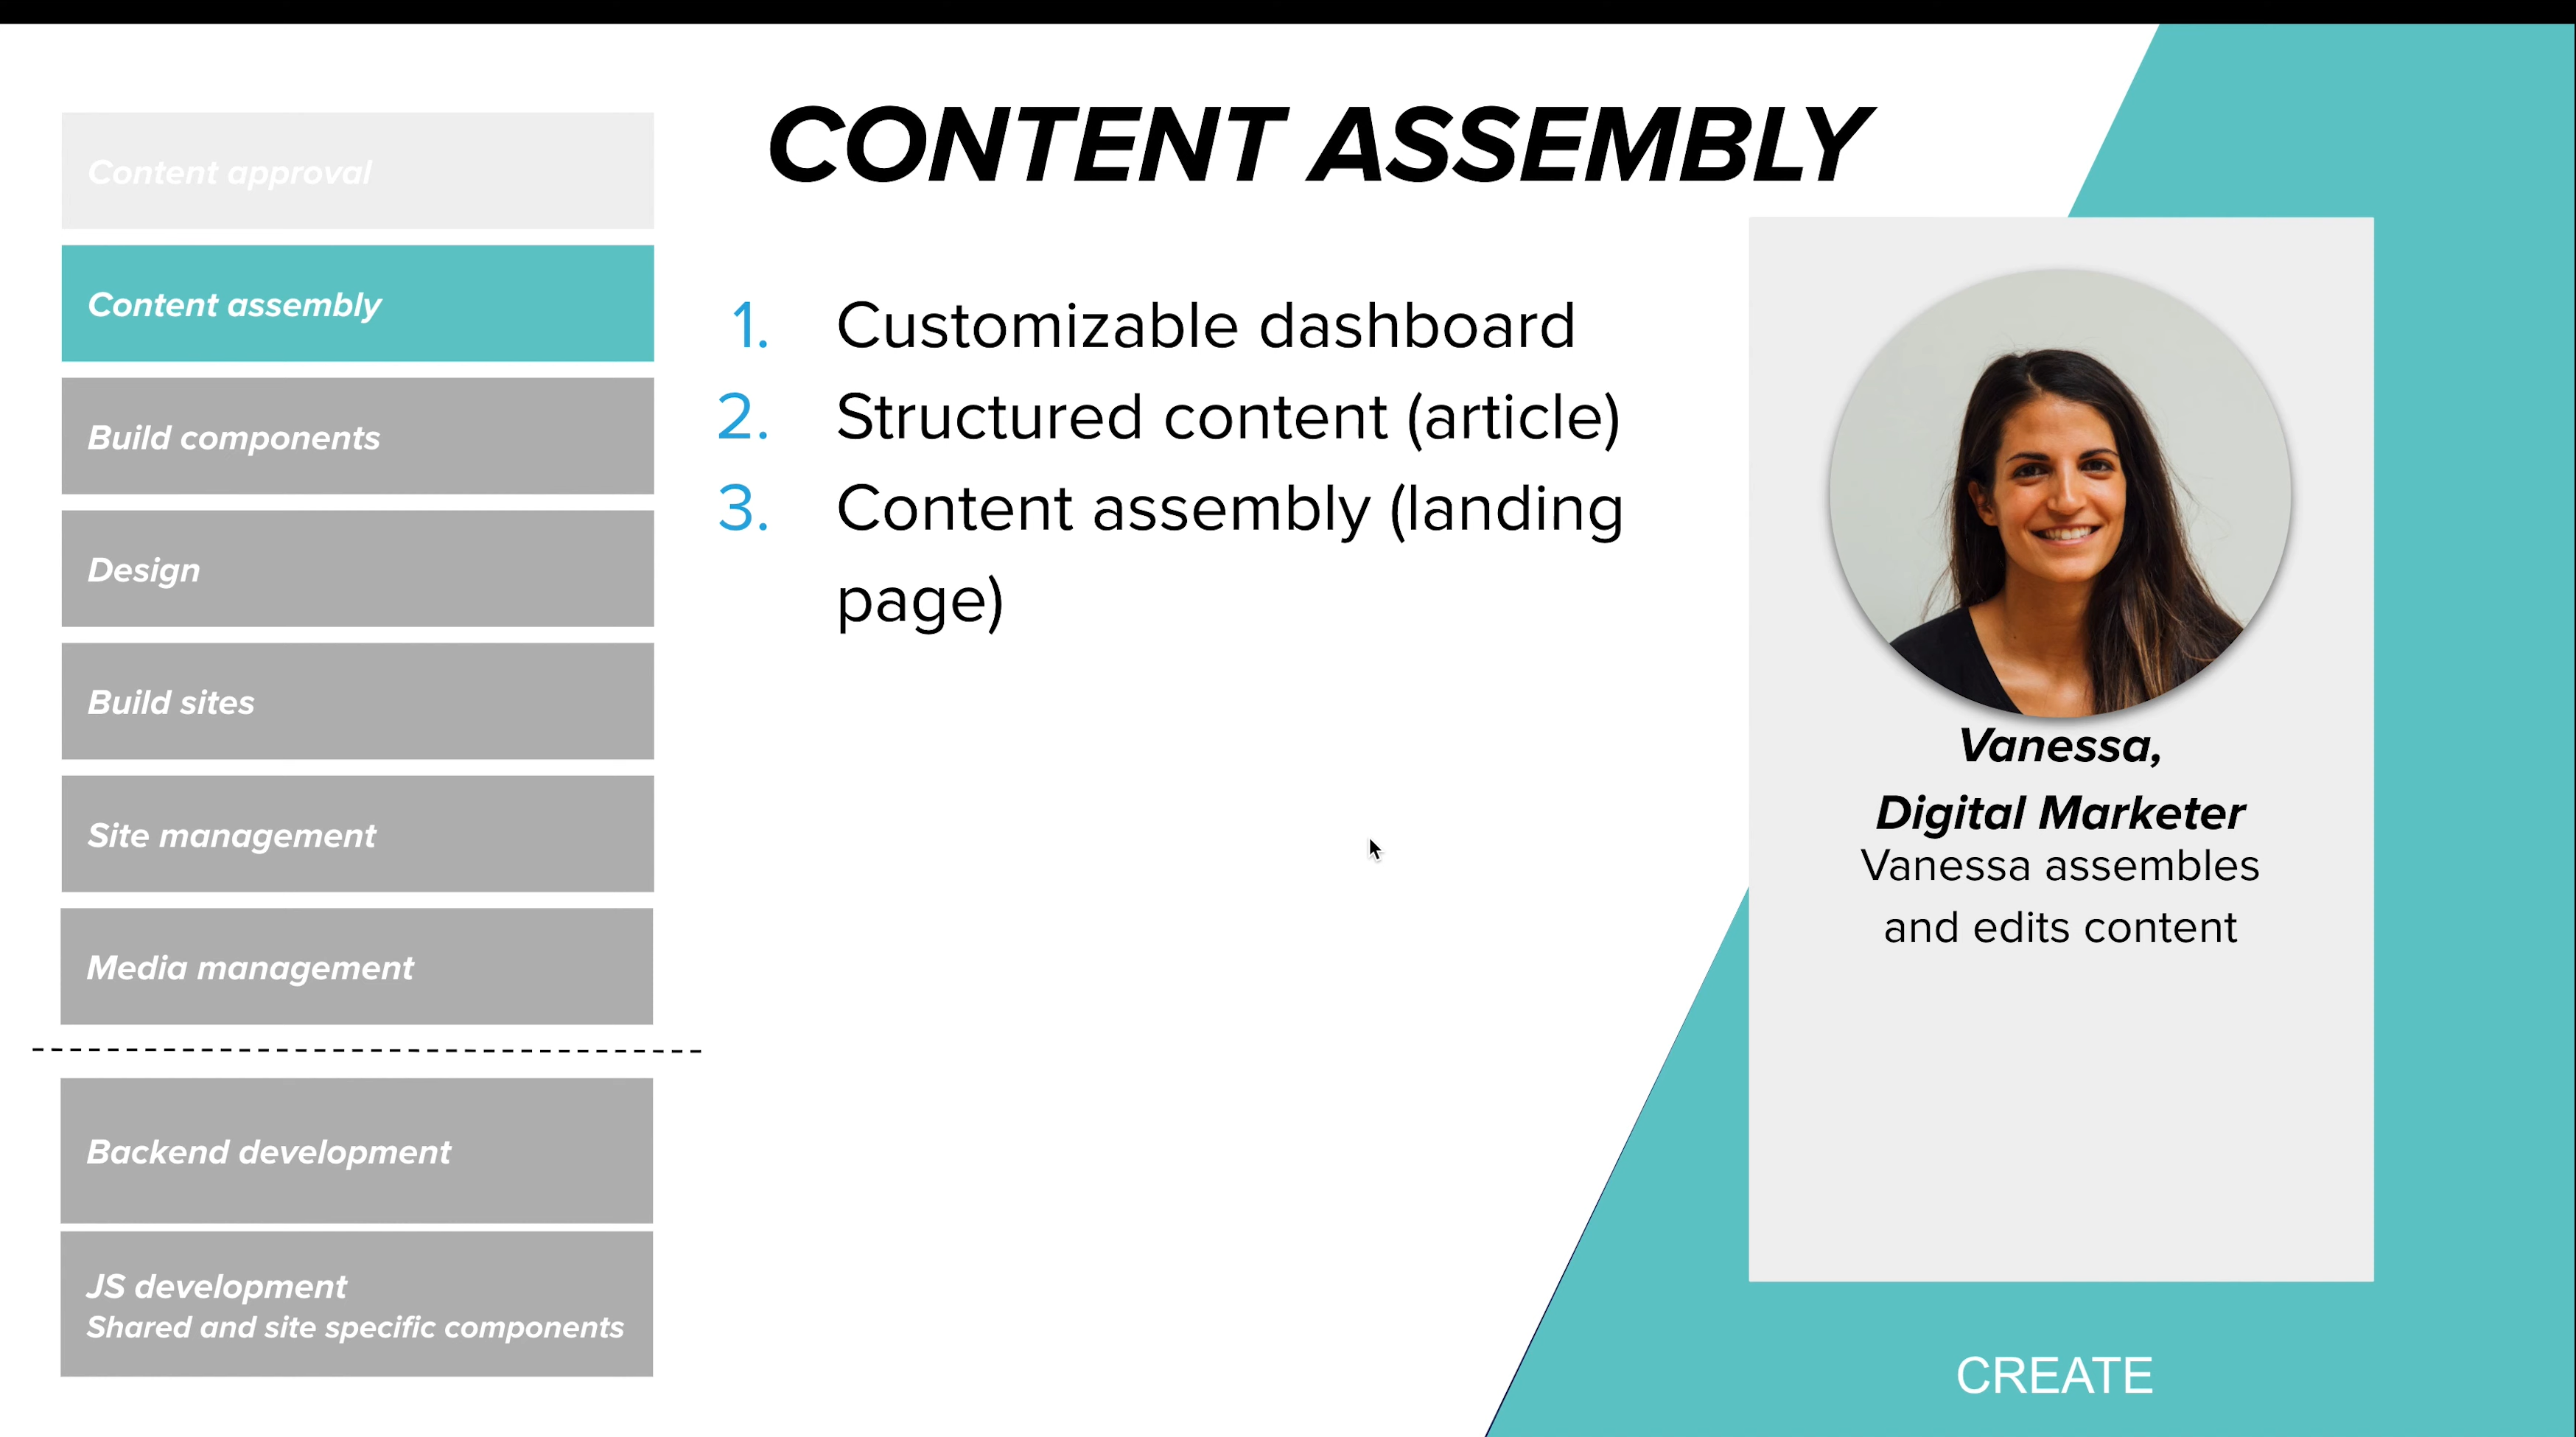 CONTENT ASSEMBLY
Content approval
Content assembly
Build components
Design
Build sites
Site management
Media management
Backend development
JS development
Shared and site specific components
1. Customizable dashboard
2. Structured content (article)
3. Content assembly (landing
page)
Vanessa,
Digital Marketer
Vanessa assembles
and edits content
CREATE